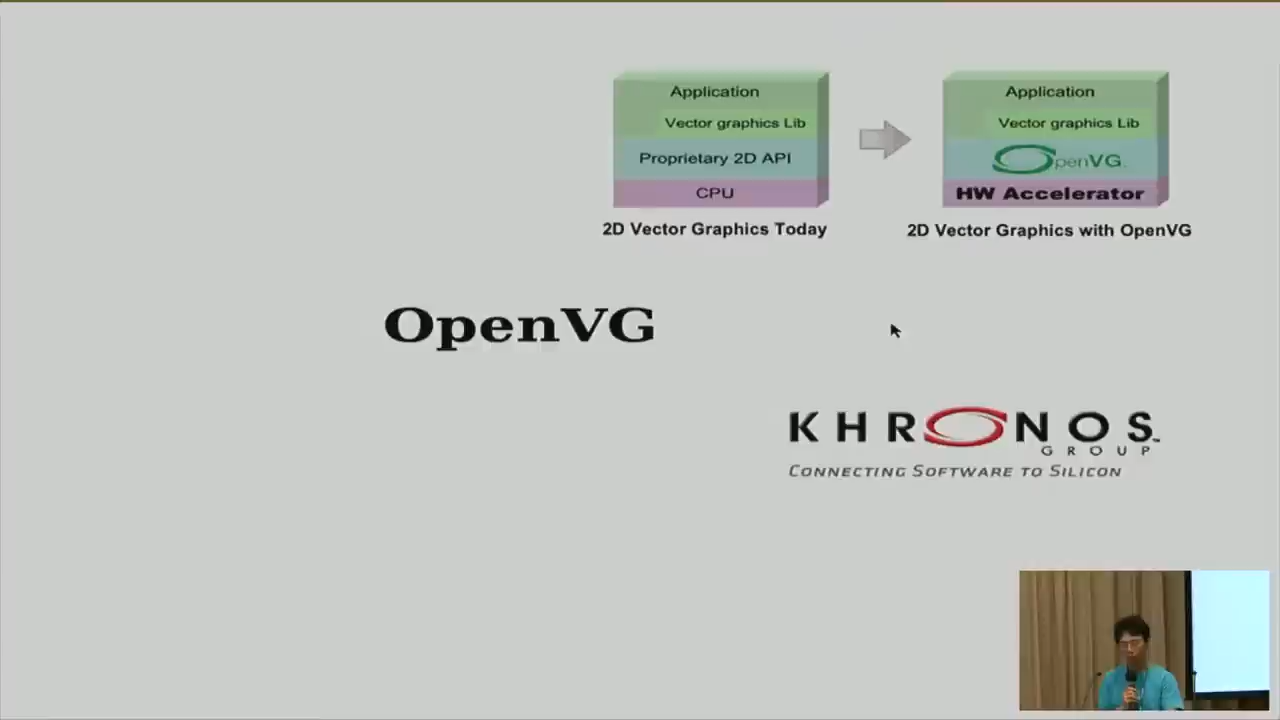 Application
Vector graphics Lib
Proprietary 2D API
CPU
2D Vector Graphics Today
Application
Vector graphics Lib
OpenVG
HW Accelerator
2D Vector Graphics with OpenVG
OpenVG
KHRONOS
GROUP
CONNECTING SOFTWARE TO SILICON